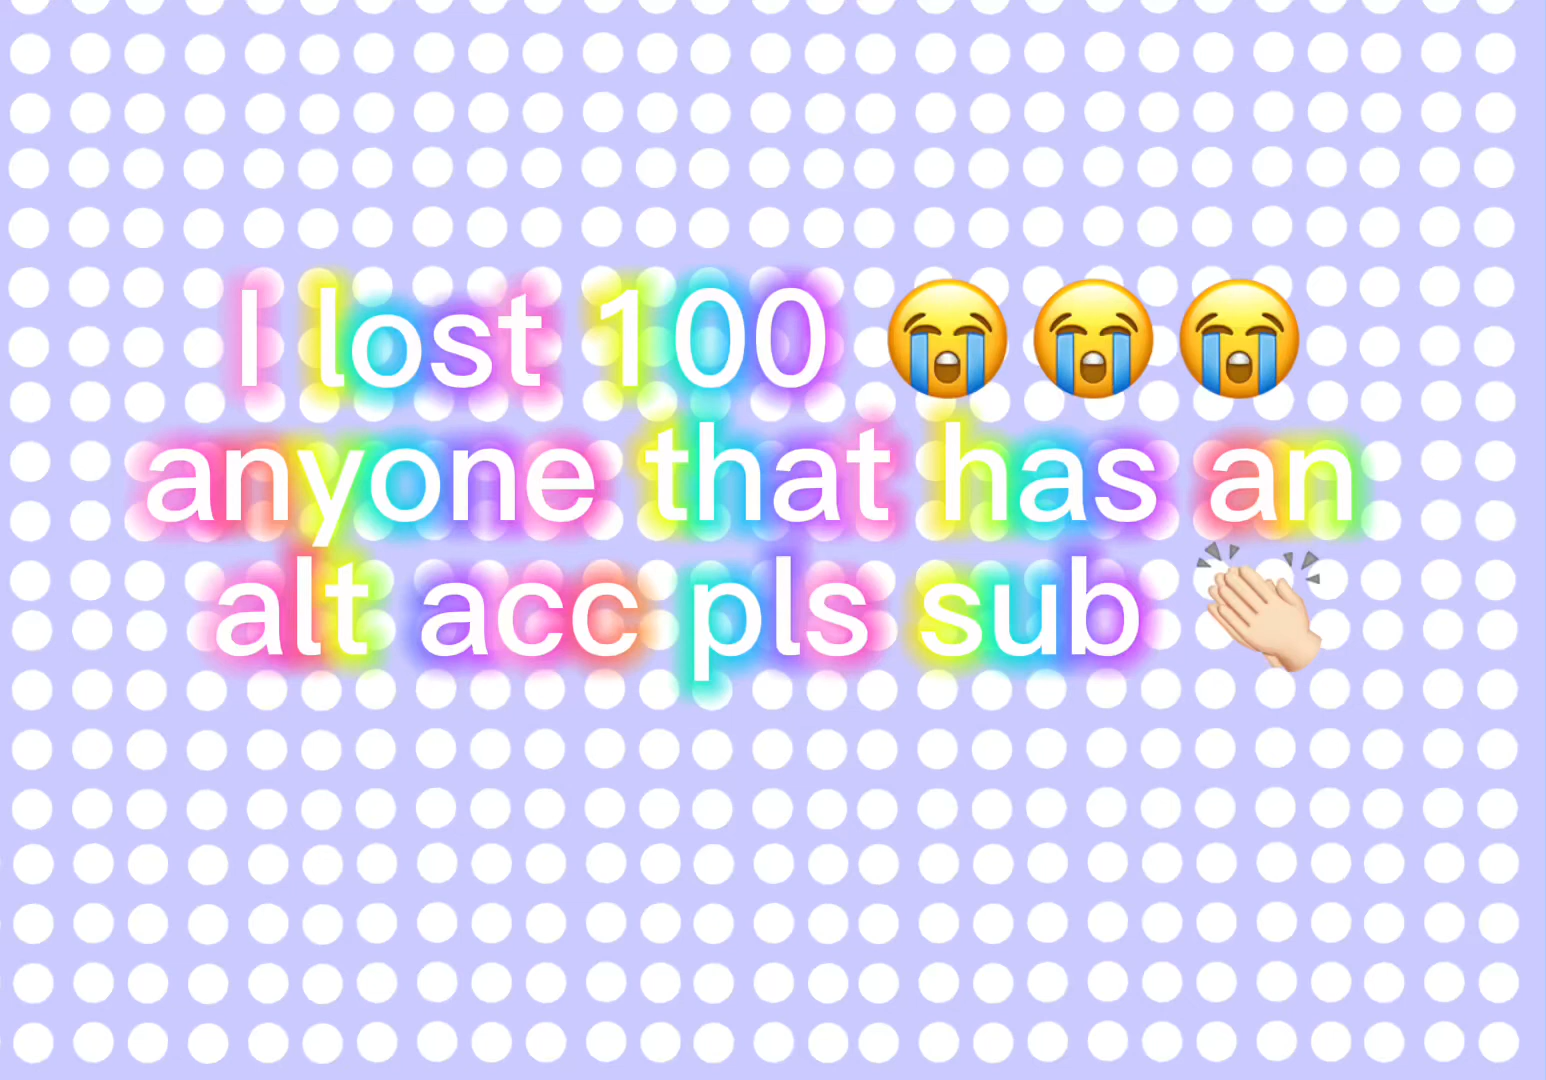 I lost 100 😭😭😭
anyone that has an
alt acc pls sub 👏🏻